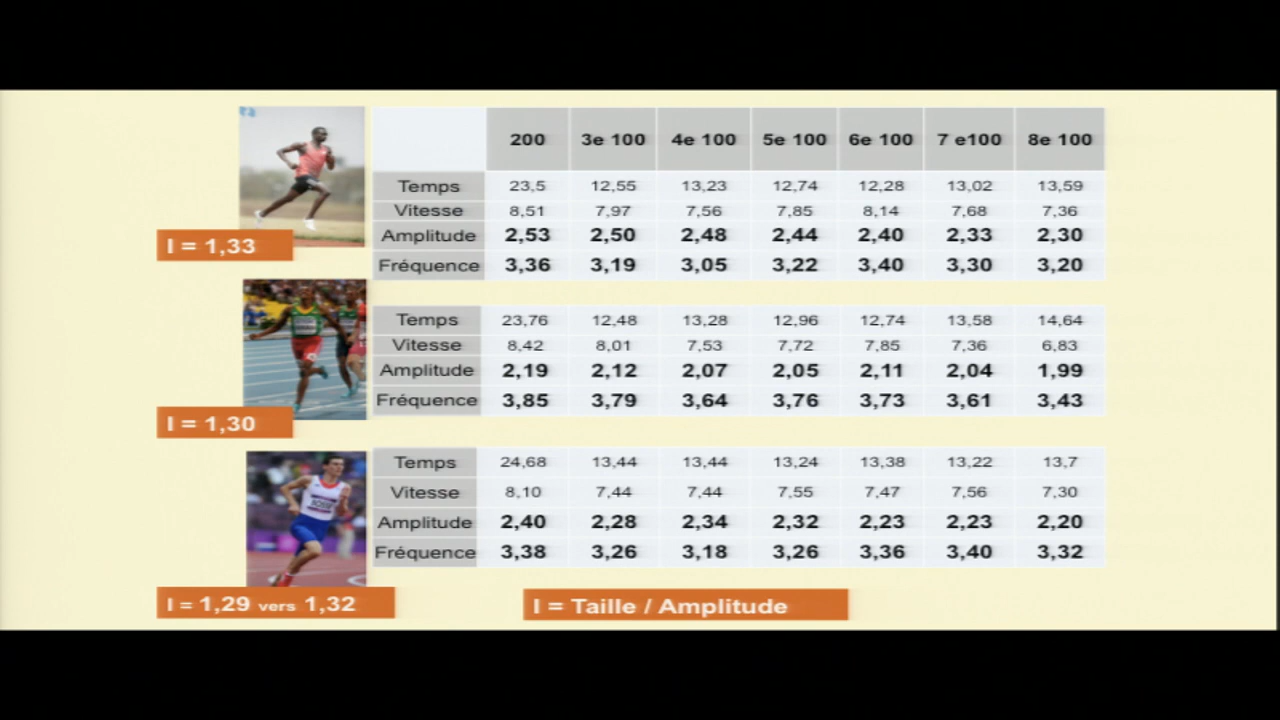 200 3e 100 4e 100 5e 100 6e 100 7 e100 8e 100
Temps 23,5 12,55 13,23 12,74 12,28 13,02 13,59
Vitesse 8,51 7,97 7,56 7,85 8,14 7,68 7,36
Amplitude 2,53 2,50 2,48 2,44 2,40 2,33 2,30
Fréquence 3,36 3,19 3,05 3,22 3,40 3,30 3,20
I = 1,33
Temps 23,76 12,48 13,28 12,96 12,74 13,58 14,64
Vitesse 8,42 8,01 7,53 7,72 7,85 7,36 6,83
Amplitude 2,19 2,12 2,07 2,05 2,11 2,04 1,99
Fréquence 3,85 3,79 3,64 3,76 3,73 3,61 3,43
I = 1,30
Temps 24,68 13,44 13,44 13,24 13,38 13,22 13,7
Vitesse 8,10 7,44 7,44 7,55 7,47 7,56 7,30
Amplitude 2,40 2,28 2,34 2,32 2,23 2,23 2,20
Fréquence 3,38 3,26 3,18 3,26 3,36 3,40 3,32
I = 1,29 vers 1,32
I = Taille / Amplitude